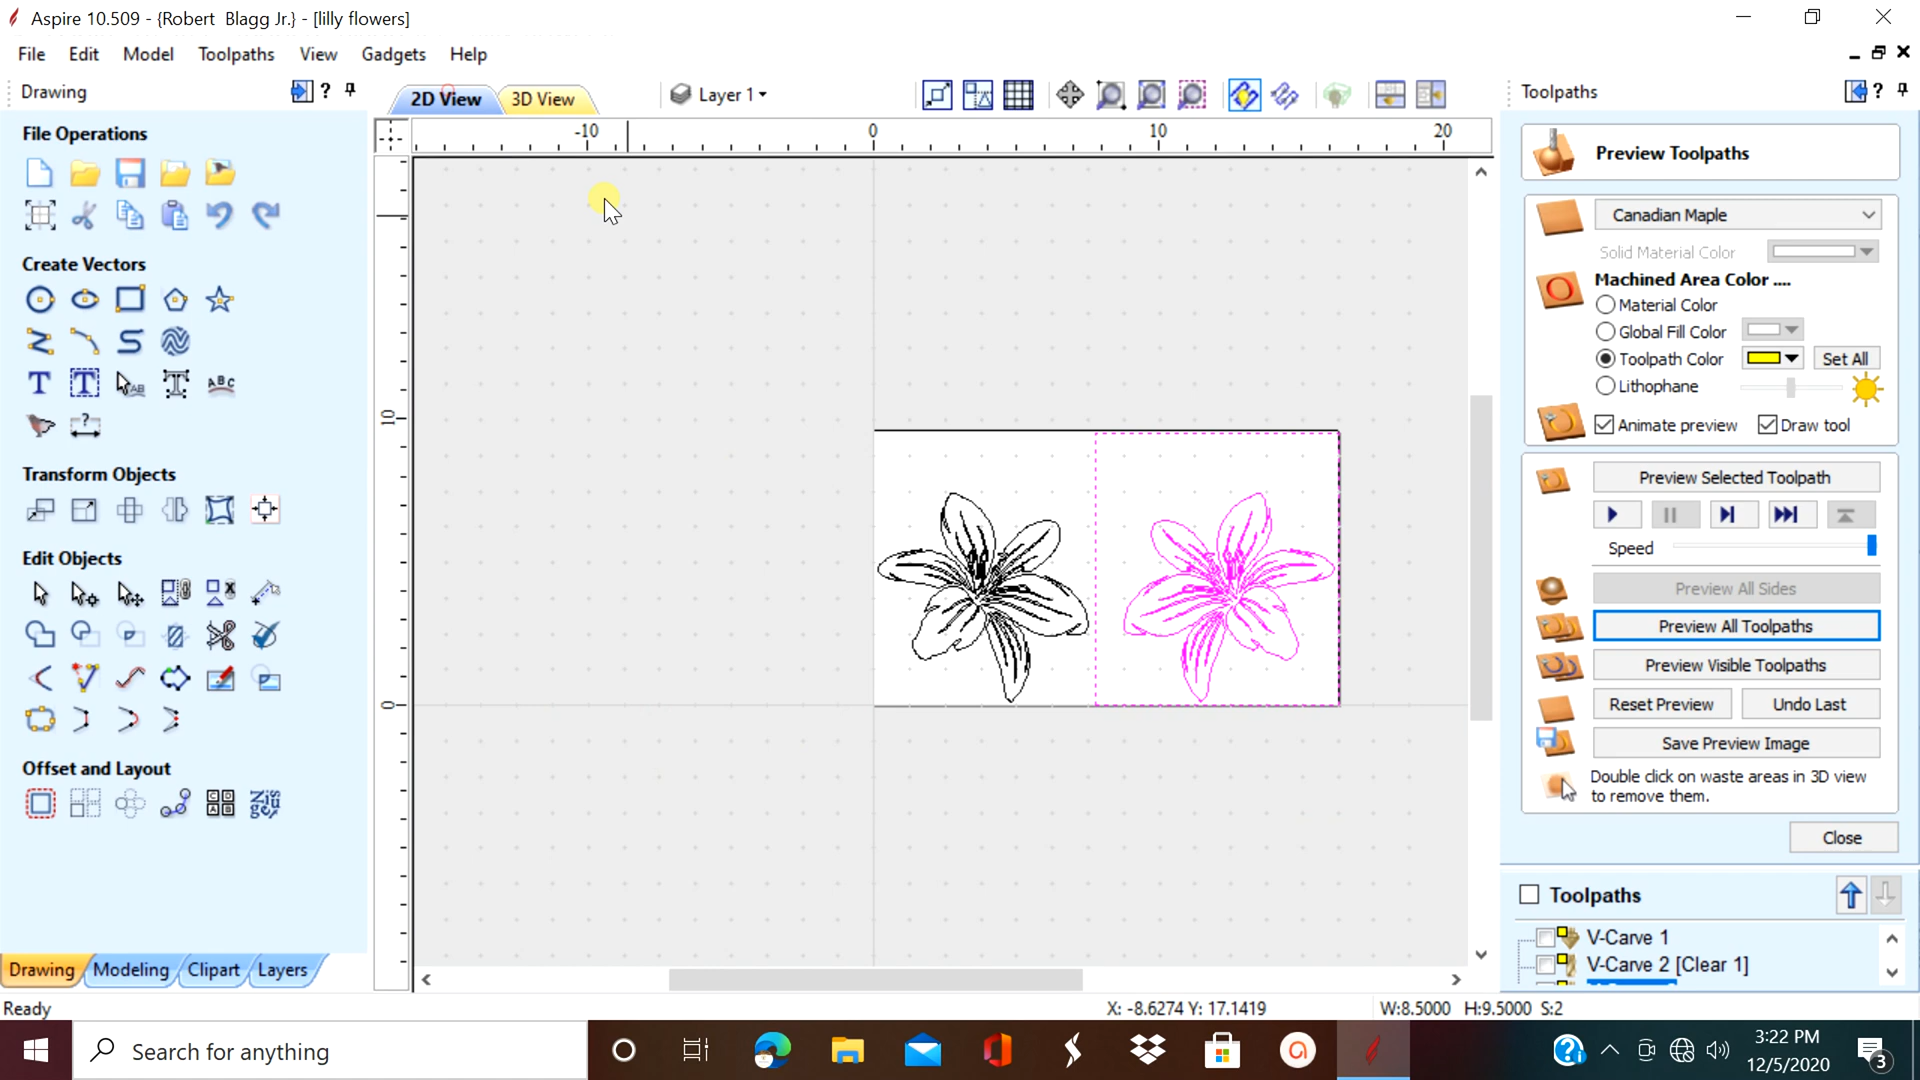 Aspire 10.509 - {Robert Blagg Jr.} - [lilly flowers]
File Edit Model Toolpaths View Gadgets Help
Drawing
2D View
3D View
Layer 1
Toolpaths
File Operations
Create Vectors
Transform Objects
Edit Objects
Offset and Layout
Drawing Modeling Clipart Layers
-10 0 10 20
10
0
Preview Toolpaths
Canadian Maple
Solid Material Color
Machined Area Color ....
Material Color
Global Fill Color
Toolpath Color
Set All
Lithophane
Animate preview
Draw tool
Preview Selected Toolpath
Speed
Preview All Sides
Preview All Toolpaths
Preview Visible Toolpaths
Reset Preview
Undo Last
Save Preview Image
Double click on waste areas in 3D view
to remove them.
Close
Toolpaths
V-Carve 1
V-Carve 2 [Clear 1]
Ready
X: -8.6274 Y: 17.1419
W:8.5000 H:9.5000 S:2
Search for anything
3:22 PM
12/5/2020
3